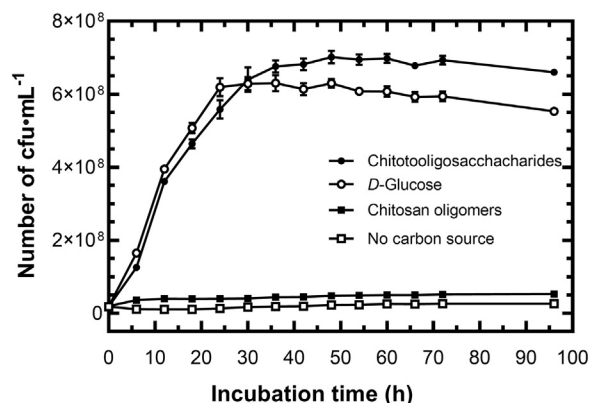 8×10⁸
6×10⁸
4×10⁸
2×10⁸
0
Number of cfu•mL⁻¹
Chitotooligosacchacharides
D-Glucose
Chitosan oligomers
No carbon source
0 10 20 30 40 50 60 70 80 90 100
Incubation time (h)